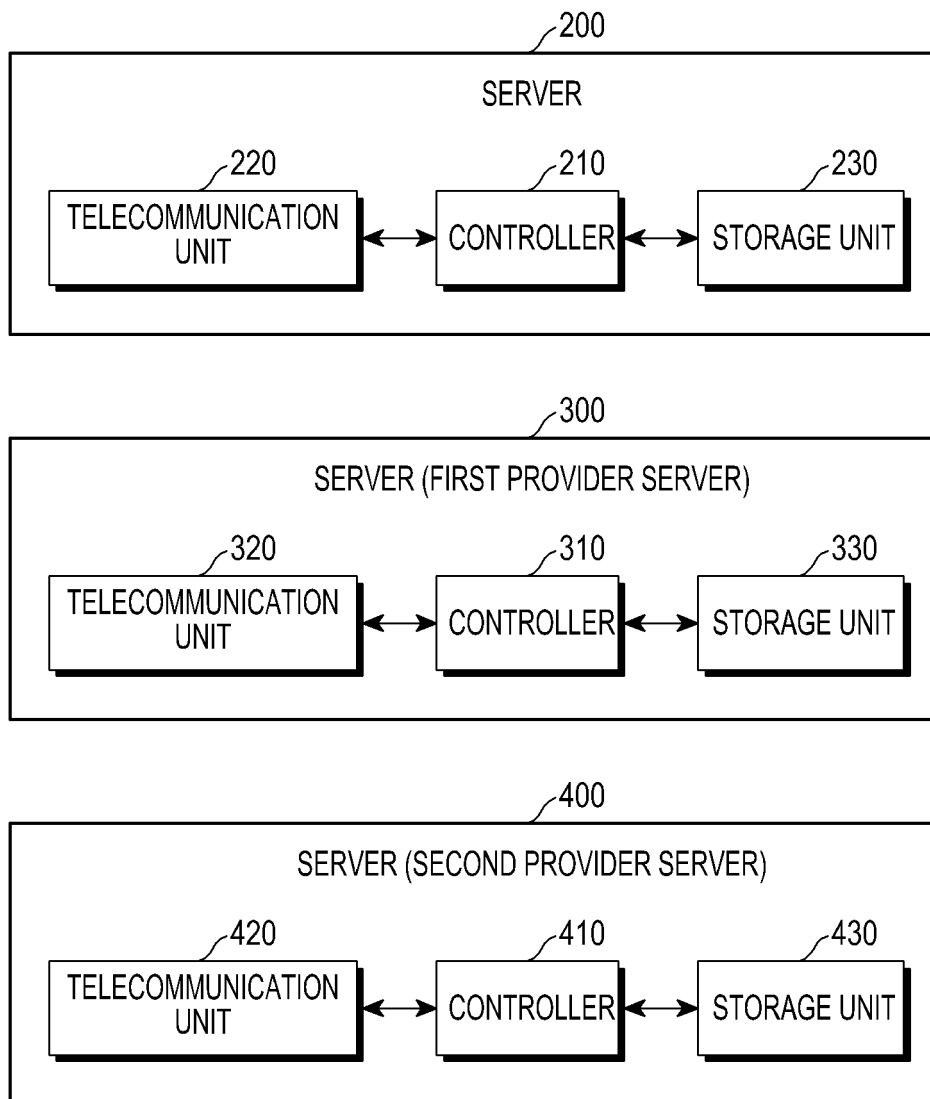 200
SERVER
220
210
230
TELECOMMUNICATION
UNIT
CONTROLLER
STORAGE UNIT
300
SERVER (FIRST PROVIDER SERVER)
320
310
330
TELECOMMUNICATION
UNIT
CONTROLLER
STORAGE UNIT
400
SERVER (SECOND PROVIDER SERVER)
420
410
430
TELECOMMUNICATION
UNIT
CONTROLLER
STORAGE UNIT